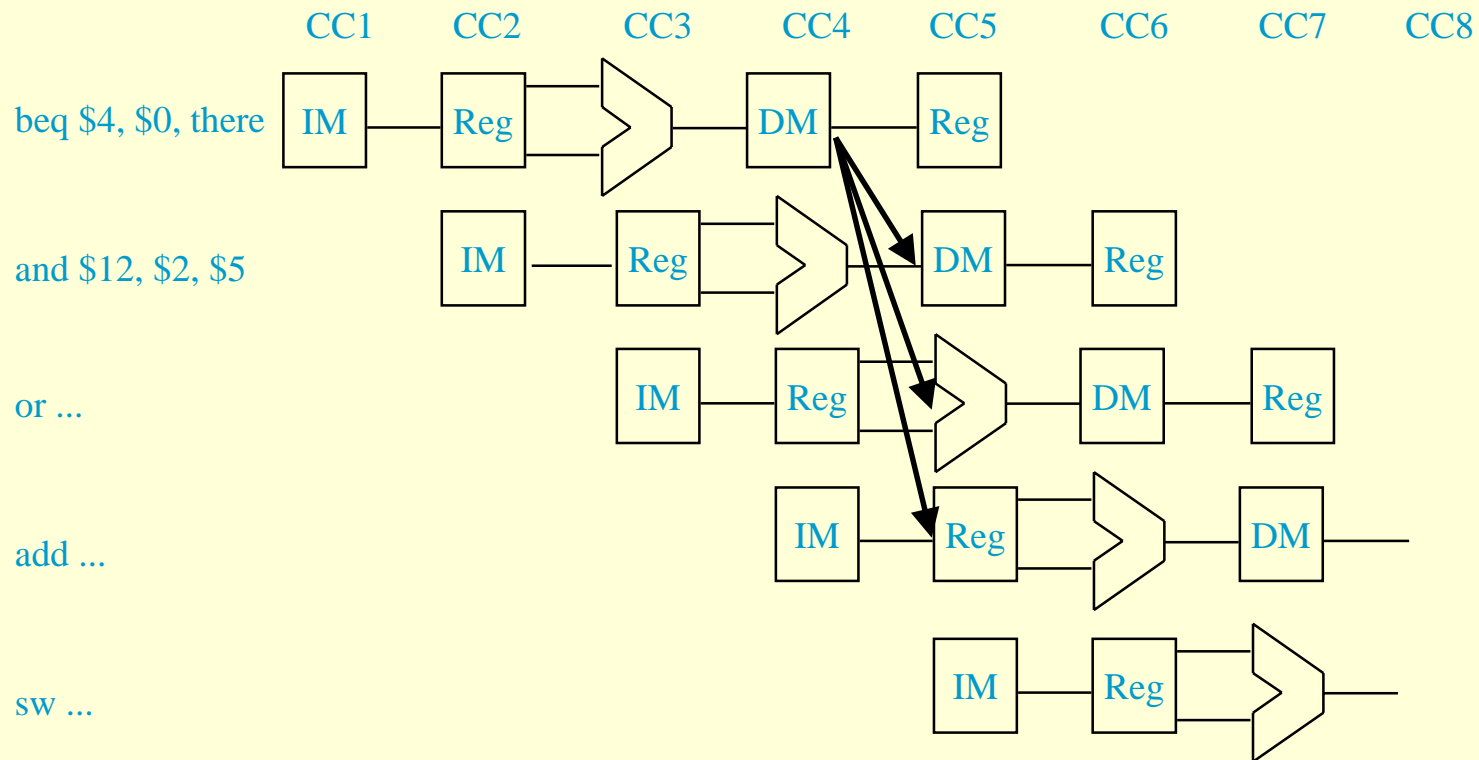 CC1 CC2 CC3 CC4 CC5 CC6 CC7 CC8
beq $4, $0, there IM Reg DM Reg
and $12, $2, $5 IM Reg DM Reg
or ... IM Reg DM Reg
add ... IM Reg DM
sw ... IM Reg